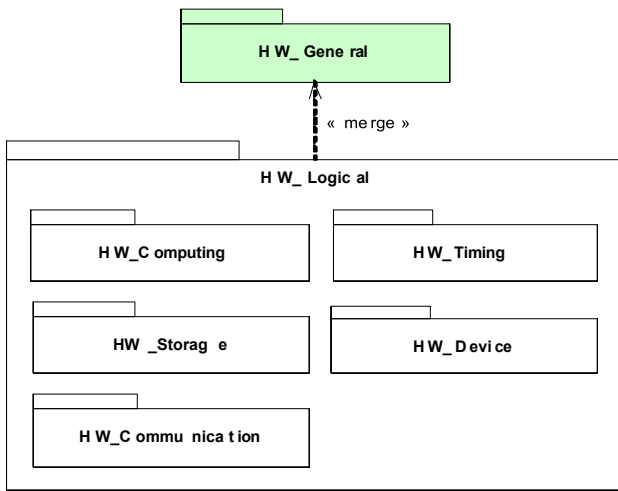 HW_General
« merge »
HW_Logical
HW_Computing
HW_Timing
HW_Storage
HW_Device
HW_Communication